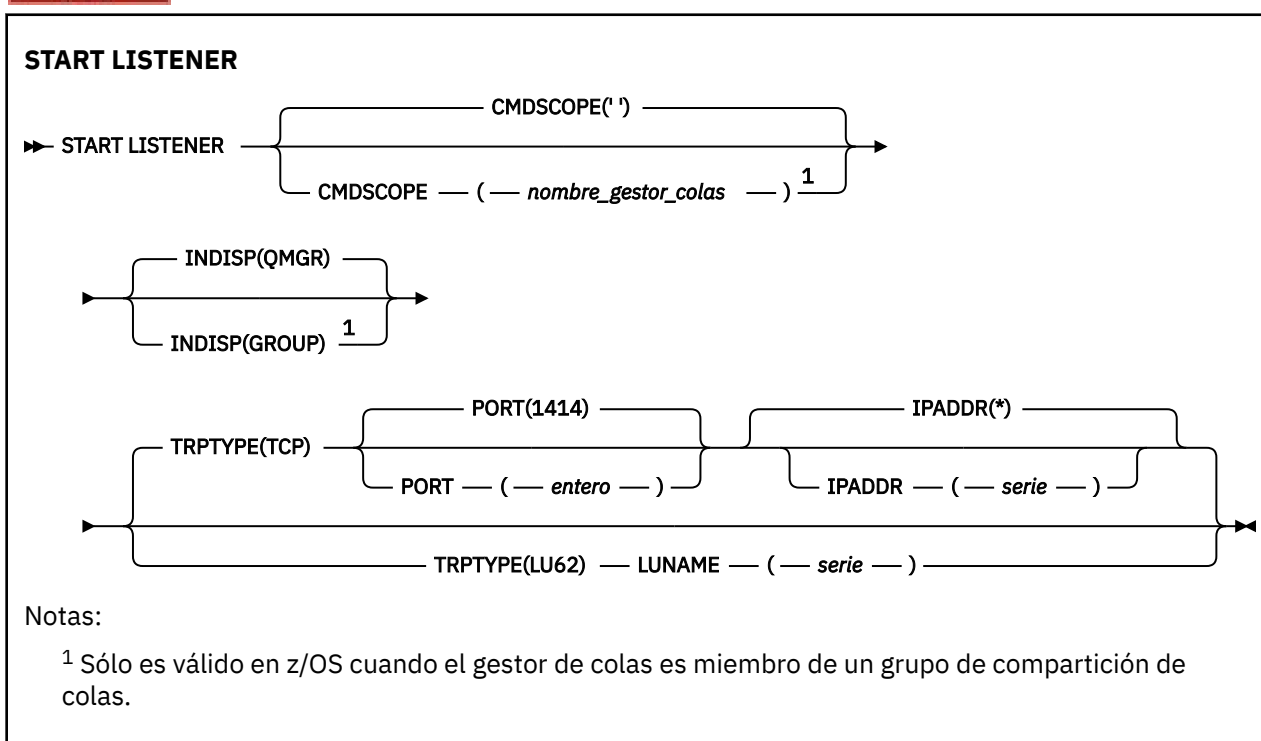 START LISTENER
CMDSCOPE(' ')
START LISTENER
CMDSCOPE ( nombre_gestor_colas ) 1
INDISP(QMGR)
INDISP(GROUP) 1
PORT(1414) IPADDR(*)
TRPTYPE(TCP)
PORT ( entero ) IPADDR ( serie )
TRPTYPE(LU62) LUNAME ( serie )
Notas:
1 Sólo es válido en z/OS cuando el gestor de colas es miembro de un grupo de compartición de
colas.